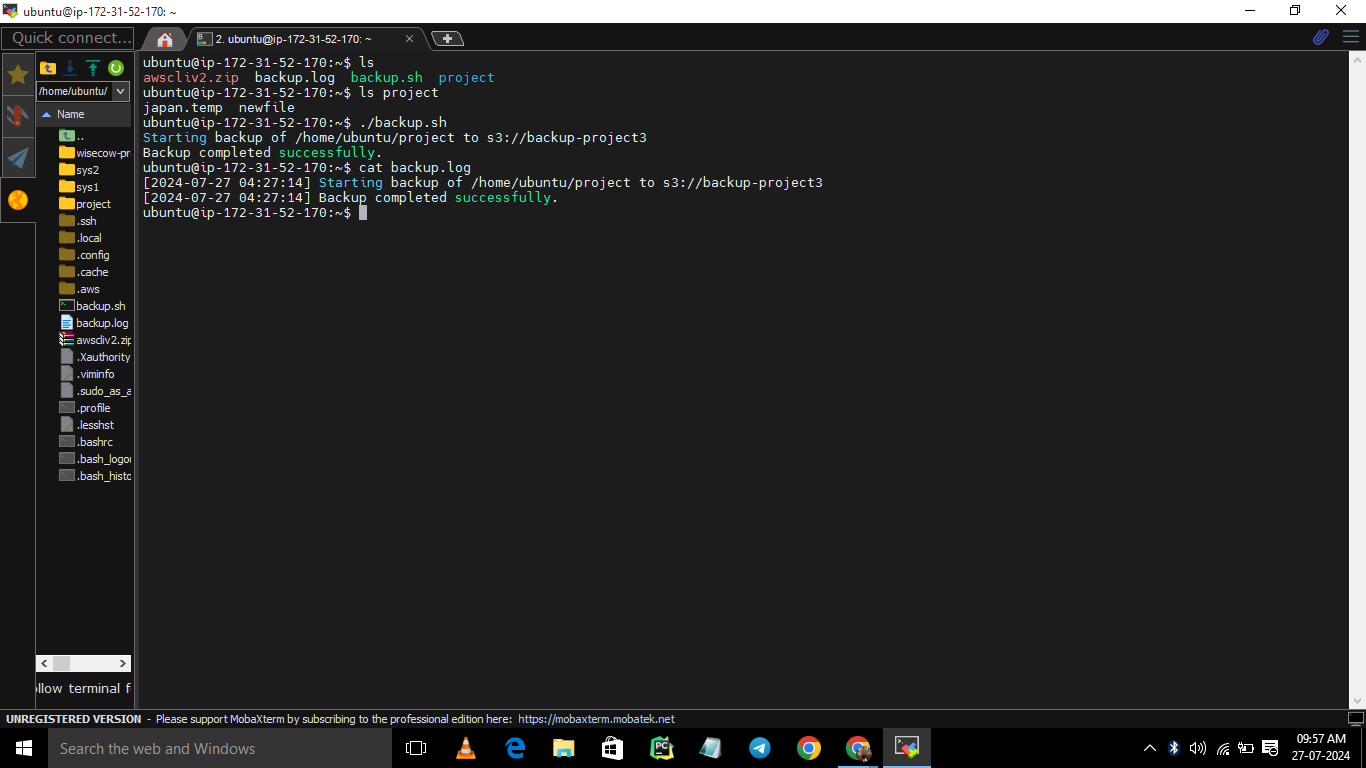 ubuntu@ip-172-31-52-170: ~
Quick connect...
2. ubuntu@ip-172-31-52-170: ~
/home/ubuntu/
Name
..
wisecow-pr
sys2
sys1
project
.ssh
.local
.config
.cache
.aws
backup.sh
backup.log
awscliv2.zip
.Xauthority
.viminfo
.sudo_as_a
.profile
.lesshst
.bashrc
.bash_logou
.bash_histo
ollow terminal f
ubuntu@ip-172-31-52-170:~$ ls
awscliv2.zip  backup.log  backup.sh  project
ubuntu@ip-172-31-52-170:~$ ls project
japan.temp  newfile
ubuntu@ip-172-31-52-170:~$ ./backup.sh
Starting backup of /home/ubuntu/project to s3://backup-project3
Backup completed successfully.
ubuntu@ip-172-31-52-170:~$ cat backup.log
[2024-07-27 04:27:14] Starting backup of /home/ubuntu/project to s3://backup-project3
[2024-07-27 04:27:14] Backup completed successfully.
ubuntu@ip-172-31-52-170:~$
UNREGISTERED VERSION - Please support MobaXterm by subscribing to the professional edition here: https://mobaxterm.mobatek.net
Search the web and Windows
PC
09:57 AM
27-07-2024